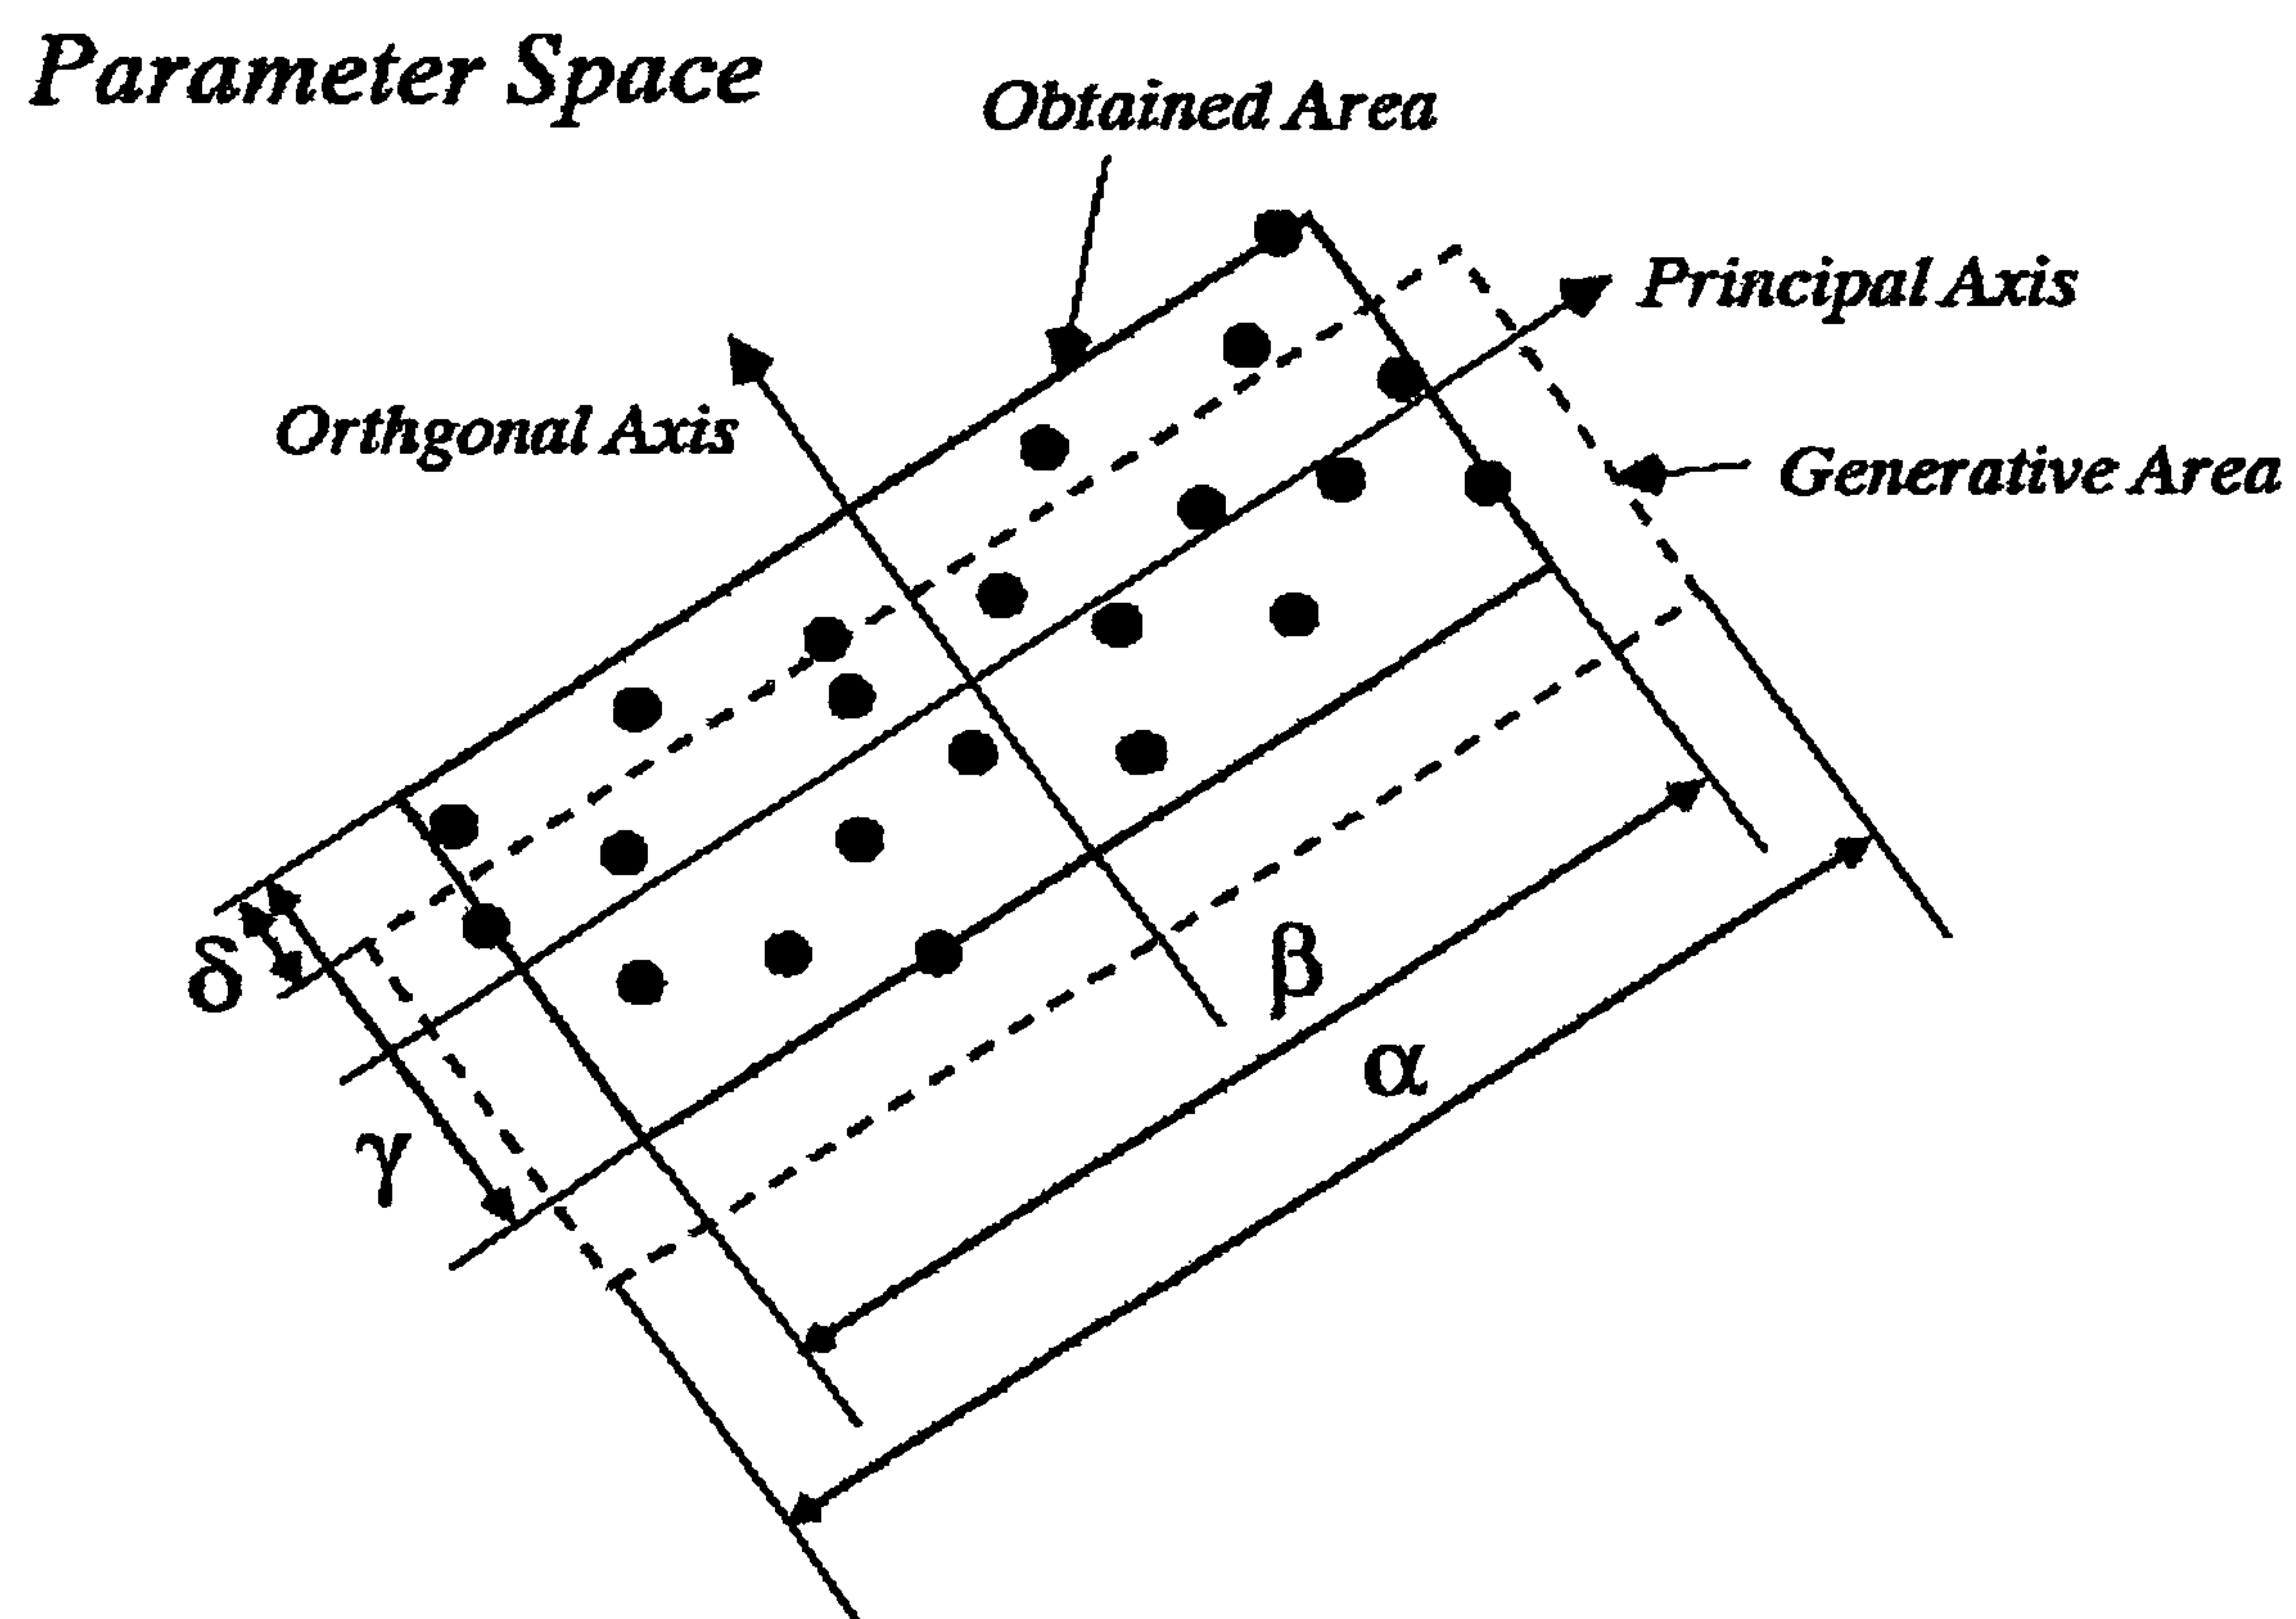 Parameter Space
Obtained Area
Principal Axis
Orthgonal Axis
Generative Area
δ
β
α
γ